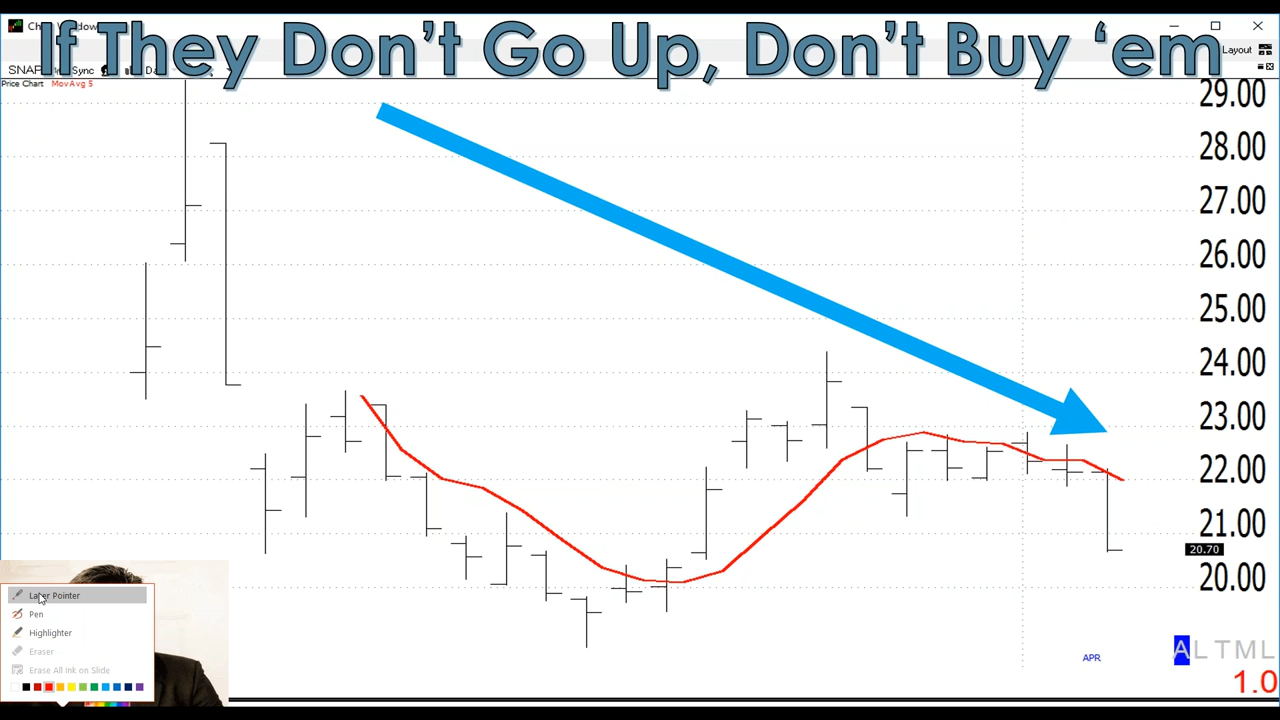 If They Don't Go Up, Don't Buy 'em
Layout
SNAP
Sync
Price Chart
MovAvg 5
29.00
28.00
27.00
26.00
25.00
24.00
23.00
22.00
21.00
20.70
20.00
APR
ALTML
1.0
Laser Pointer
Pen
Highlighter
Eraser
Erase All Ink on Slide